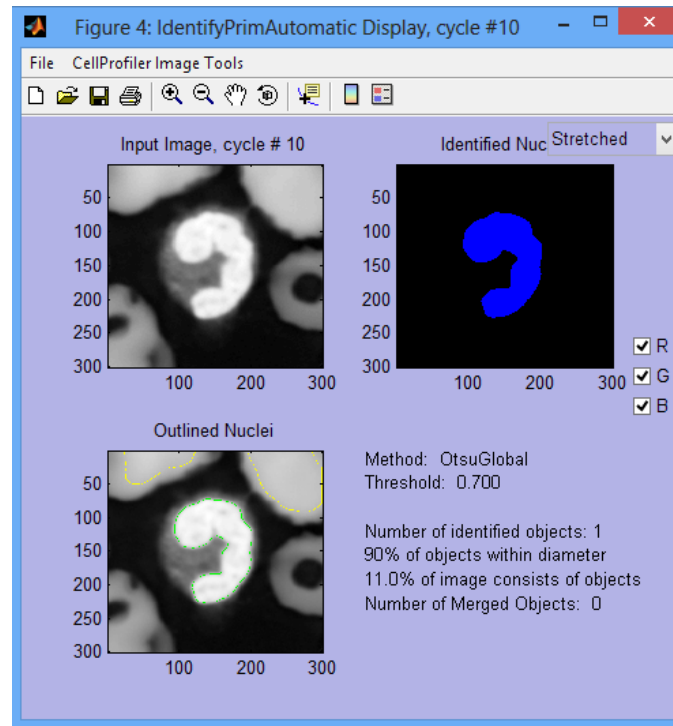 Figure 4: IdentifyPrimAutomatic Display, cycle #10
File CellProfiler Image Tools
Input Image, cycle # 10
Identified Nuc
Stretched
50
100
150
200
250
300
100 200 300
50
100
150
200
250
300
100 200 300
R
G
B
Outlined Nuclei
50
100
150
200
250
300
100 200 300
Method: OtsuGlobal
Threshold: 0.700
Number of identified objects: 1
90% of objects within diameter
11.0% of image consists of objects
Number of Merged Objects: 0